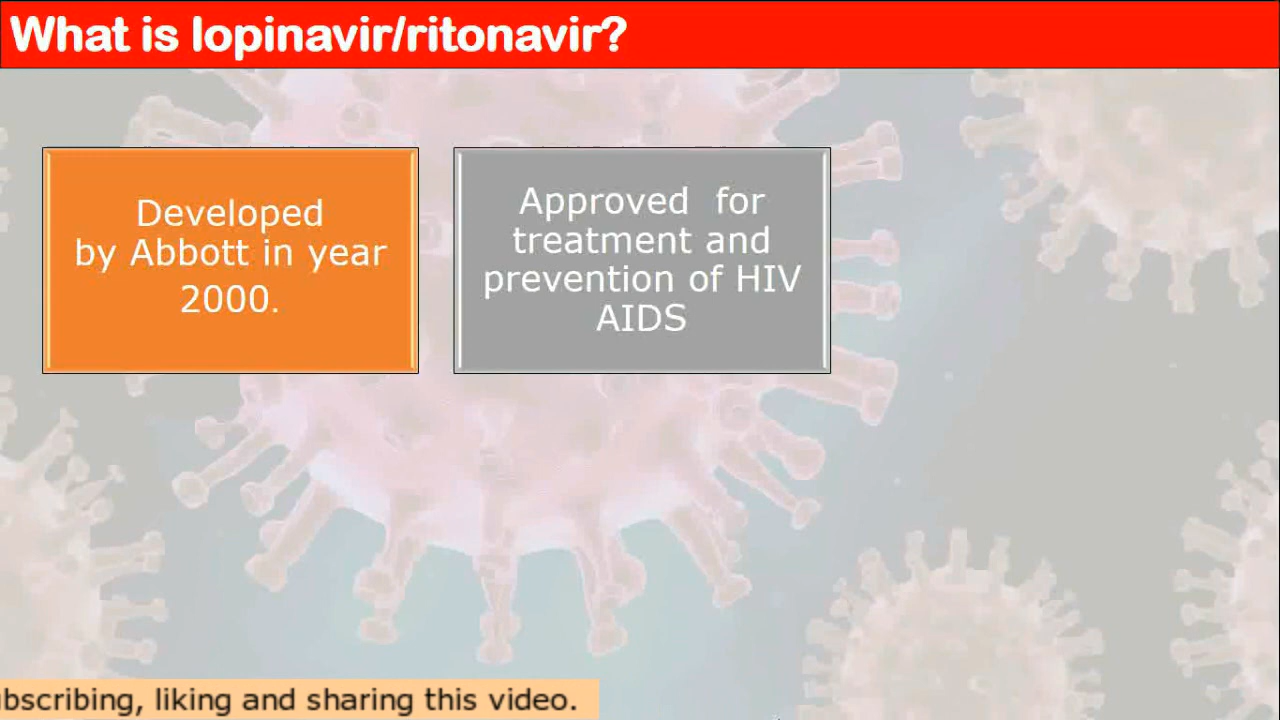 What is lopinavir/ritonavir?
Developed
by Abbott in year
2000.
Approved  for
treatment and
prevention of HIV
AIDS
ubscribing, liking and sharing this video.